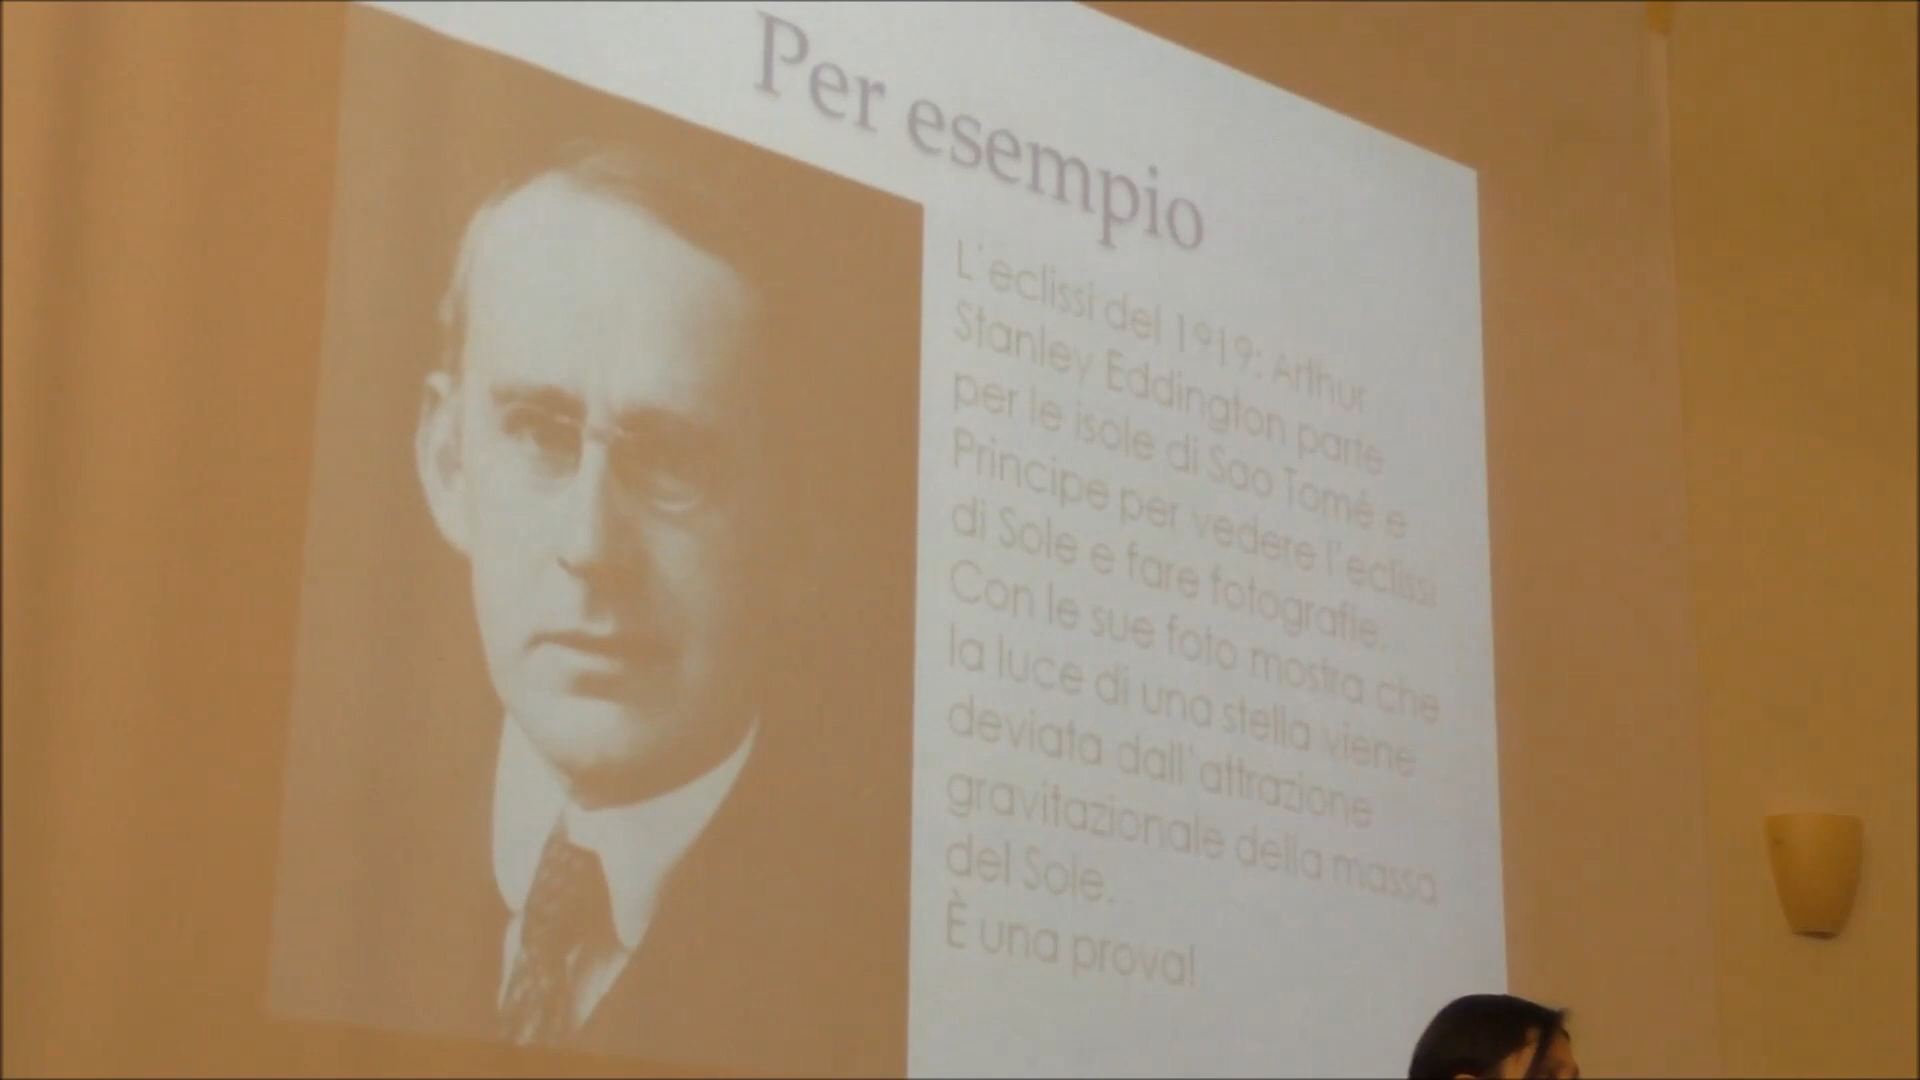 Per esempio
L'eclissi del 1919: Arthur
Stanley Eddington parte
per le isole di Sao Tomé e
Principe per vedere l'eclissi
di Sole e fare fotografie.
Con le sue foto mostra che
la luce di una stella viene
deviata dall'attrazione
gravitazionale della massa
del Sole.
È una prova!